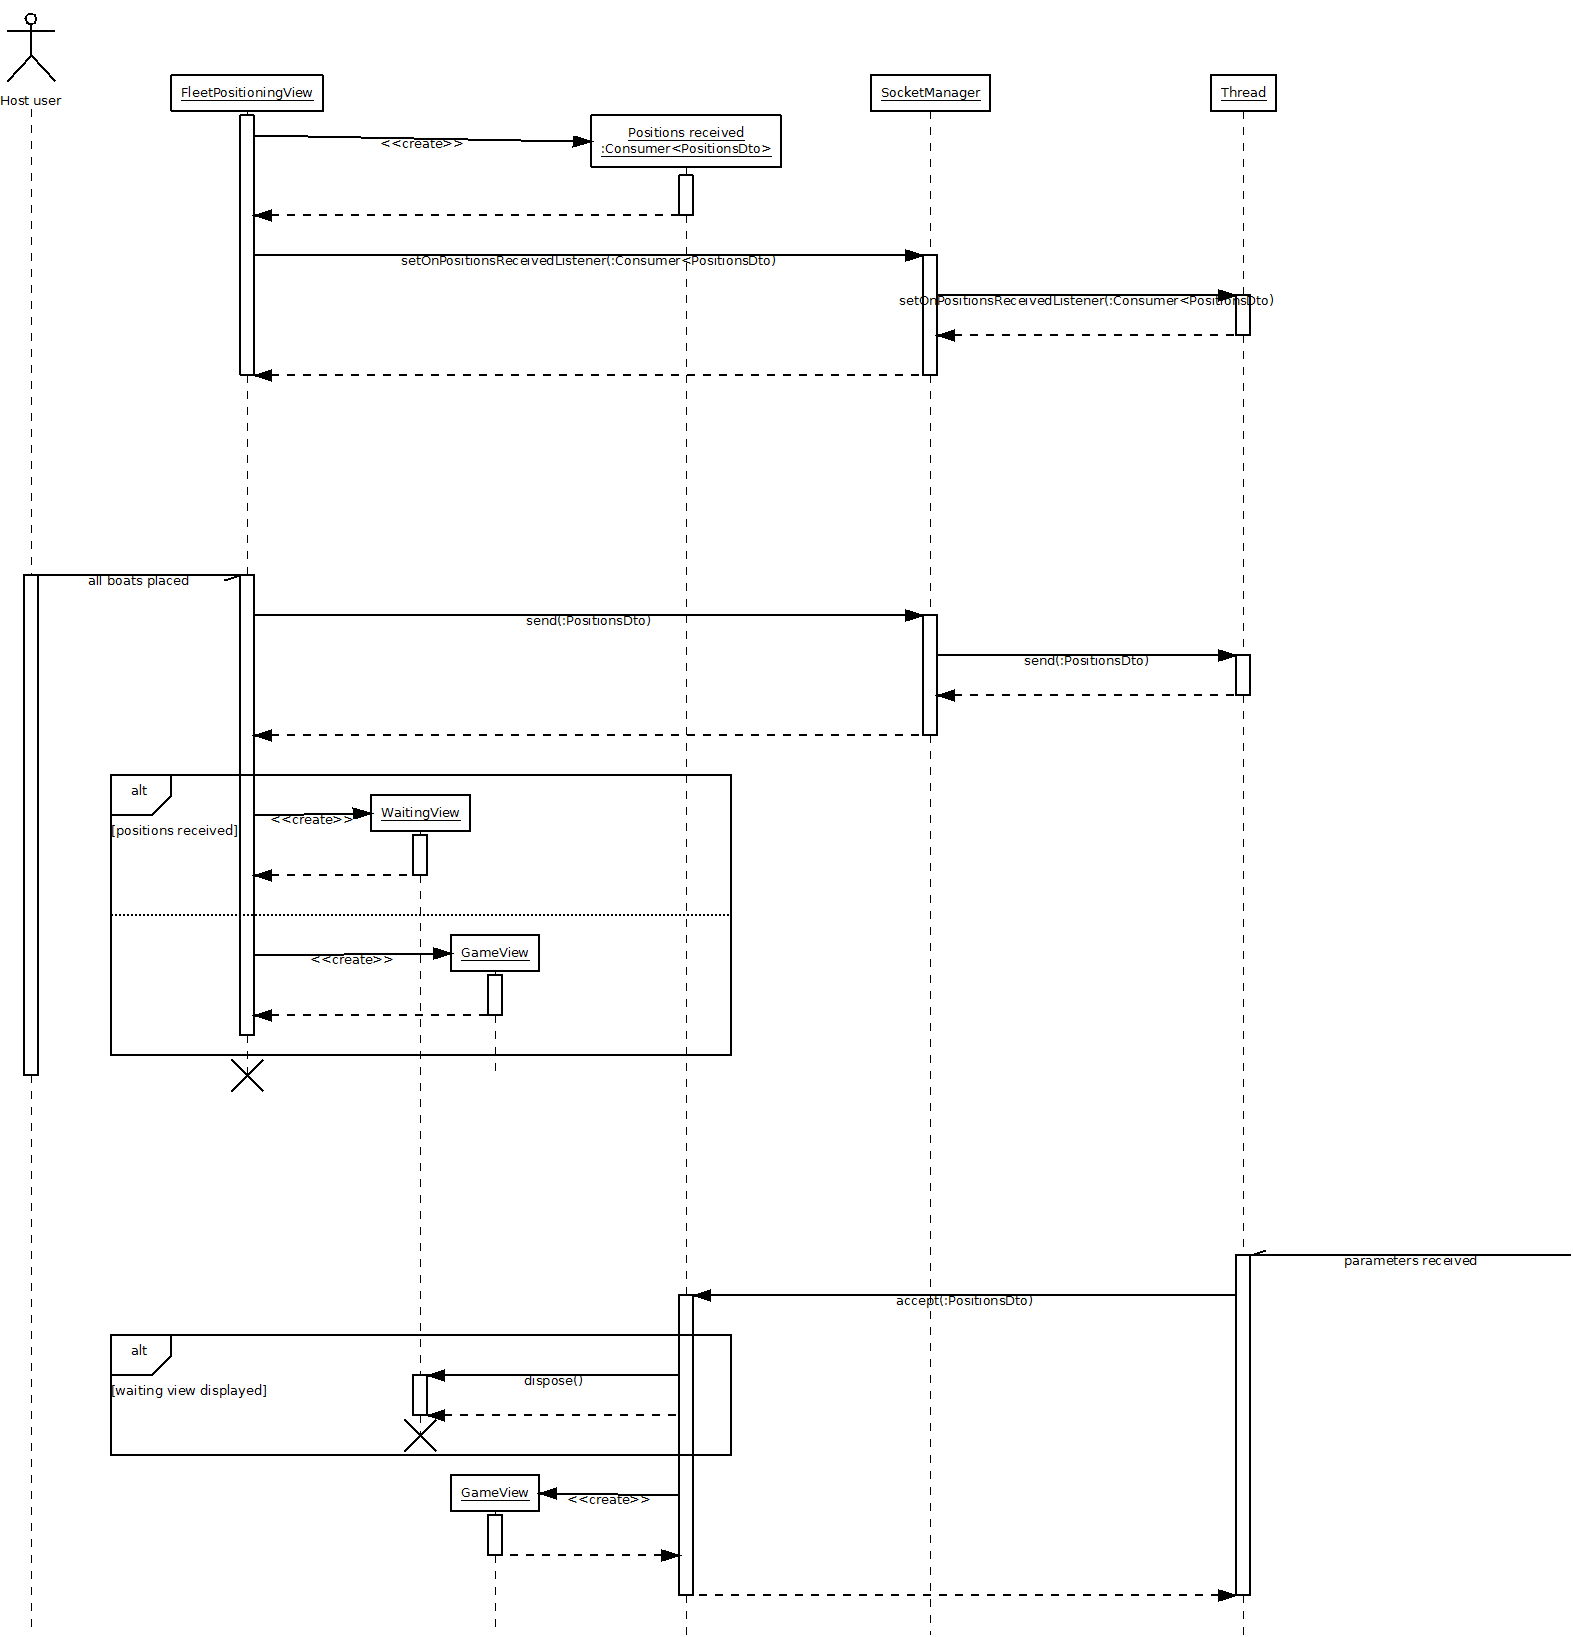 Host user
FleetPositioningView
SocketManager
Thread
Positions received
:Consumer<PositionsDto>
<<create>>
setOnPositionsReceivedListener(:Consumer<PositionsDto)
setOnPositionsReceivedListener(:Consumer<PositionsDto)
all boats placed
send(:PositionsDto)
send(:PositionsDto)
alt
[positions received]
<<create>>
WaitingView
<<create>>
GameView
parameters received
accept(:PositionsDto)
alt
[waiting view displayed]
dispose()
GameView
<<create>>